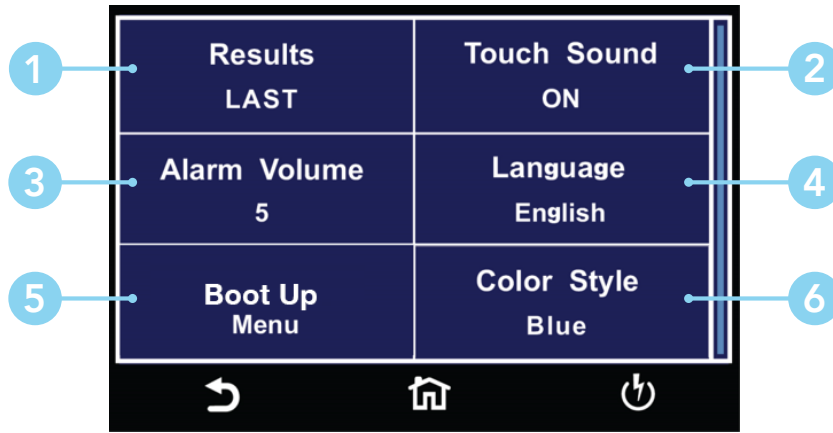 1
Results
LAST
2
Touch Sound
ON
3
Alarm Volume
5
4
Language
English
5
Boot Up
Menu
6
Color Style
Blue